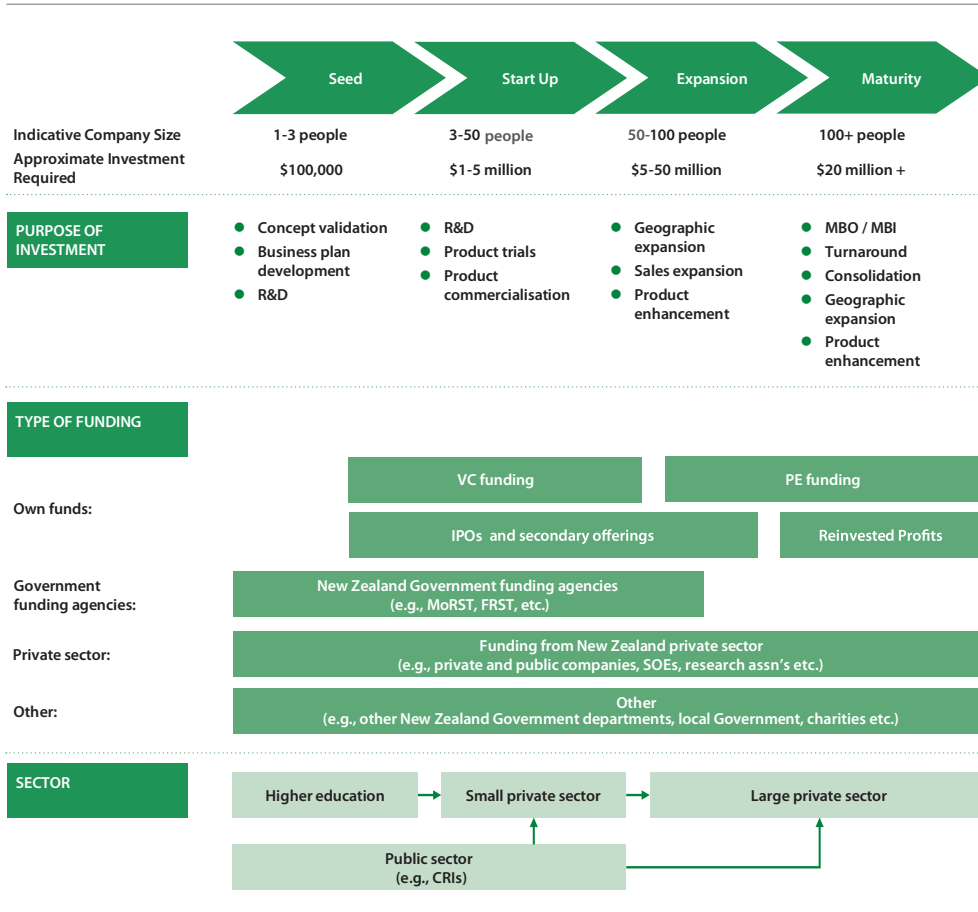 Seed
Start Up
Expansion
Maturity
Indicative Company Size
1-3 people
3-50 people
50-100 people
100+ people
Approximate Investment
Required
$100,000
$1-5 million
$5-50 million
$20 million +
PURPOSE OF
INVESTMENT
Concept validation
Business plan
development
R&D
R&D
Product trials
Product
commercialisation
Geographic
expansion
Sales expansion
Product
enhancement
MBO / MBI
Turnaround
Consolidation
Geographic
expansion
Product
enhancement
TYPE OF FUNDING
Own funds:
VC funding
PE funding
IPOs and secondary offerings
Reinvested Profits
Government
funding agencies:
New Zealand Government funding agencies
(e.g., MoRST, FRST, etc.)
Private sector:
Funding from New Zealand private sector
(e.g., private and public companies, SOEs, research assn's etc.)
Other:
Other
(e.g., other New Zealand Government departments, local Government, charities etc.)
SECTOR
Higher education
Small private sector
Large private sector
Public sector
(e.g., CRIs)